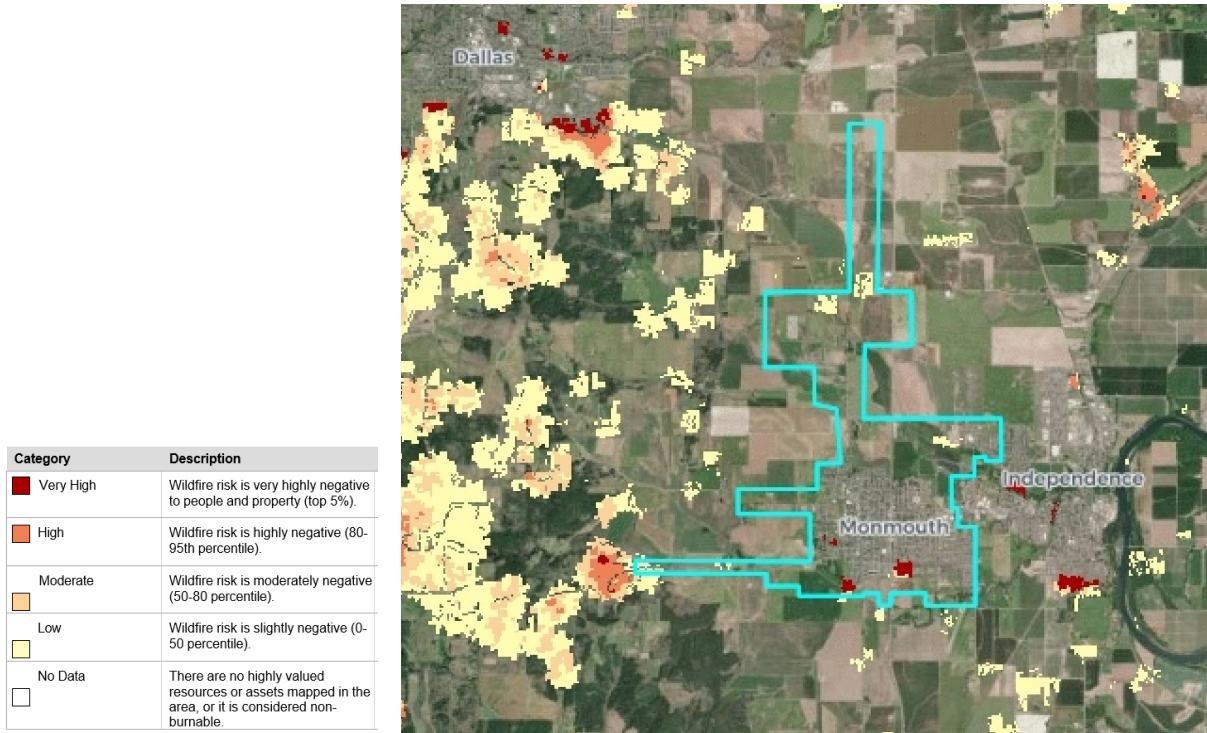 Category Description
Very High Wildfire risk is very highly negative
to people and property (top 5%).
High Wildfire risk is highly negative (80-
95th percentile).
Moderate Wildfire risk is moderately negative
(50-80 percentile).
Low Wildfire risk is slightly negative (0-
50 percentile).
No Data There are no highly valued
resources or assets mapped in the
area, or it is considered non-
burnable.
Dallas
Independence
Monmouth